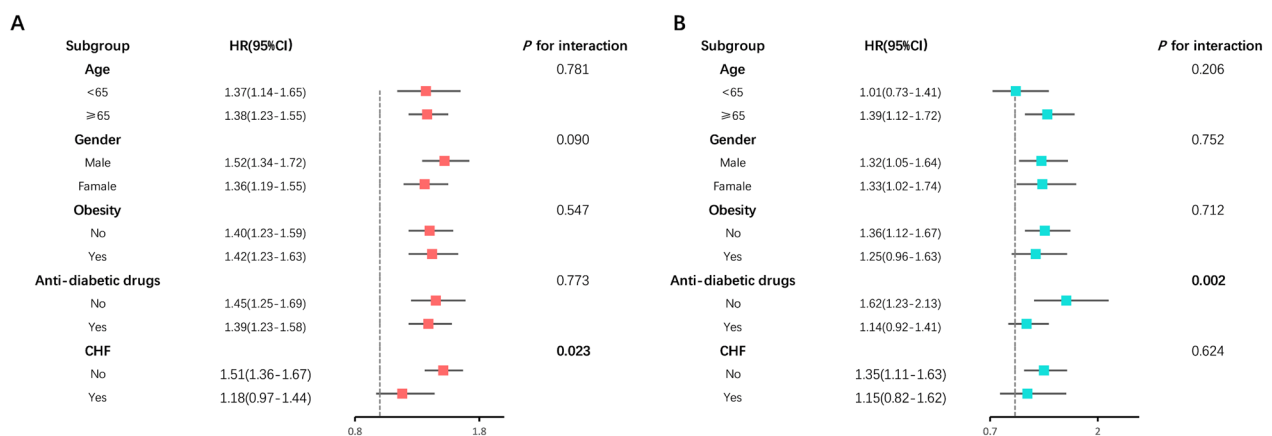 A
Subgroup HR(95%CI) P for interaction
Age 0.781
<65 1.37(1.14-1.65)
≥65 1.38(1.23-1.55)
Gender 0.090
Male 1.52(1.34-1.72)
Famale 1.36(1.19-1.55)
Obesity 0.547
No 1.40(1.23-1.59)
Yes 1.42(1.23-1.63)
Anti-diabetic drugs 0.773
No 1.45(1.25-1.69)
Yes 1.39(1.23-1.58)
CHF 0.023
No 1.51(1.36-1.67)
Yes 1.18(0.97-1.44)
0.8 1.8
B
Subgroup HR(95%CI) P for interaction
Age 0.206
<65 1.01(0.73-1.41)
≥65 1.39(1.12-1.72)
Gender 0.752
Male 1.32(1.05-1.64)
Famale 1.33(1.02-1.74)
Obesity 0.712
No 1.36(1.12-1.67)
Yes 1.25(0.96-1.63)
Anti-diabetic drugs 0.002
No 1.62(1.23-2.13)
Yes 1.14(0.92-1.41)
CHF 0.624
No 1.35(1.11-1.63)
Yes 1.15(0.82-1.62)
0.7 2